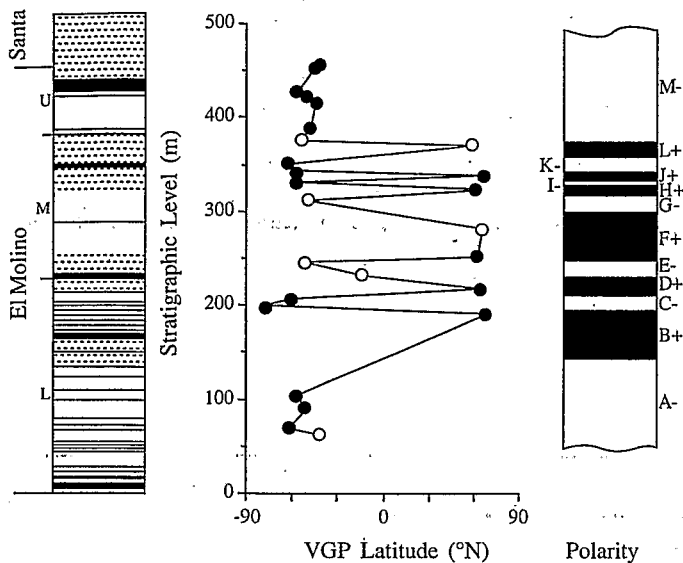 Santa
El Molino
U
M
L
Stratigraphic Level (m)
500
400
300
200
100
0
-90
0
90
VGP Latitude (°N)
M-
L+
K-
J+
I-
H+
G-
F+
E-
D+
C-
B+
A-
Polarity